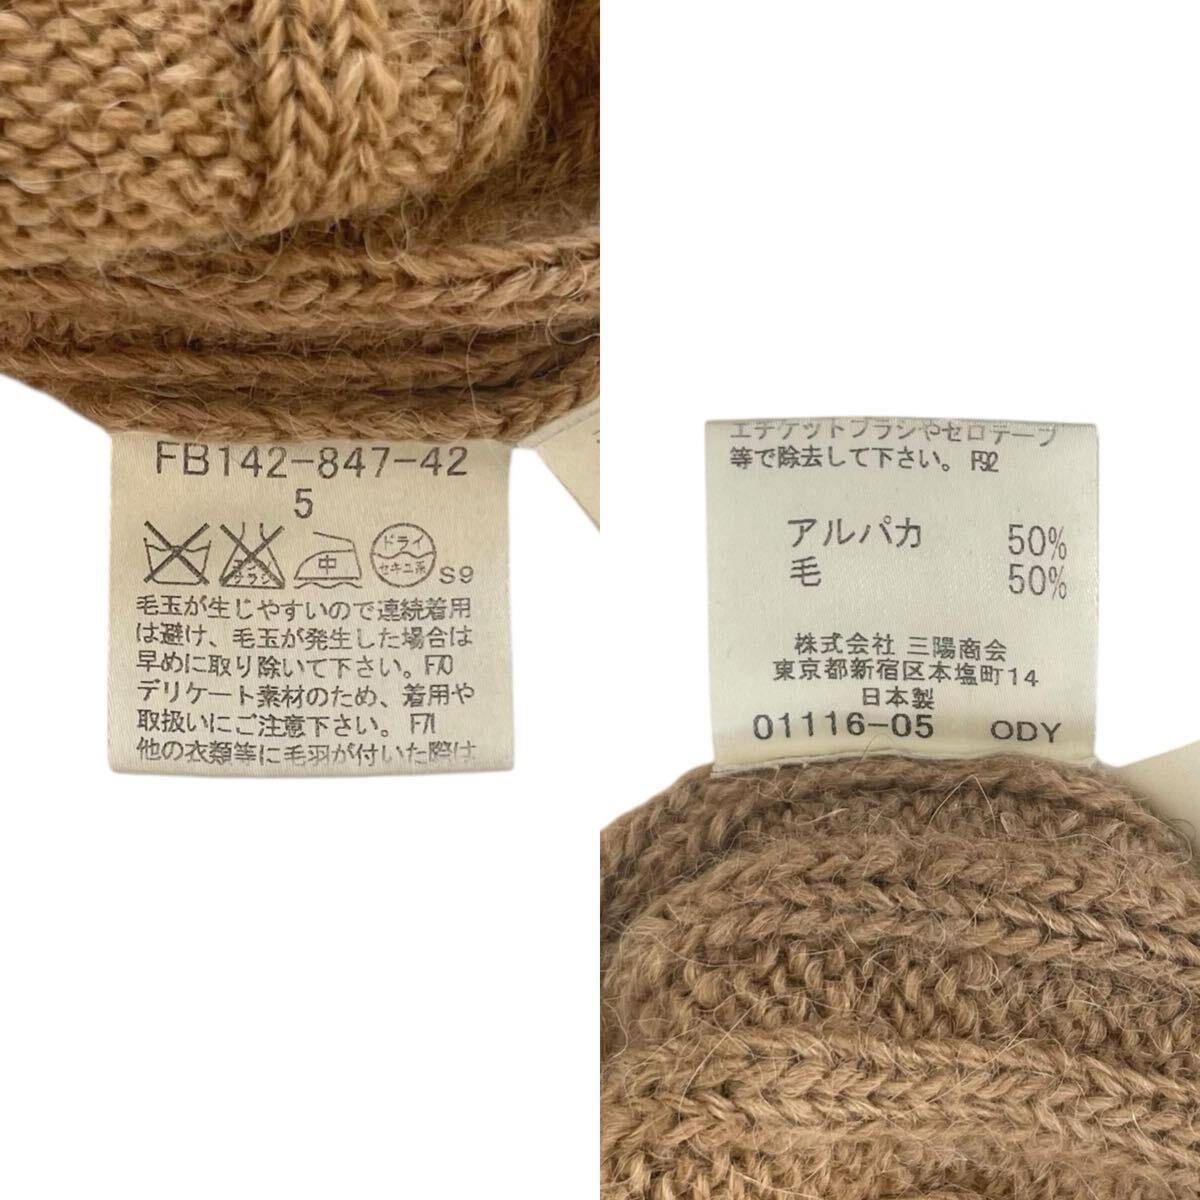 FB142-847-42
5
中
ドライ
セキユ系
S9
毛玉が生じやすいので連続着用
は避け、毛玉が発生した場合は
早めに取り除いて下さい。F70
デリケート素材のため、着用や
取扱いにご注意下さい。F71
他の衣類等に毛羽が付いた際は
エチケットブラシやセロテープ
等で除去して下さい。F92
アルパカ 50%
毛 50%
株式会社 三陽商会
東京都新宿区本塩町14
日本製
01116-05 ODY